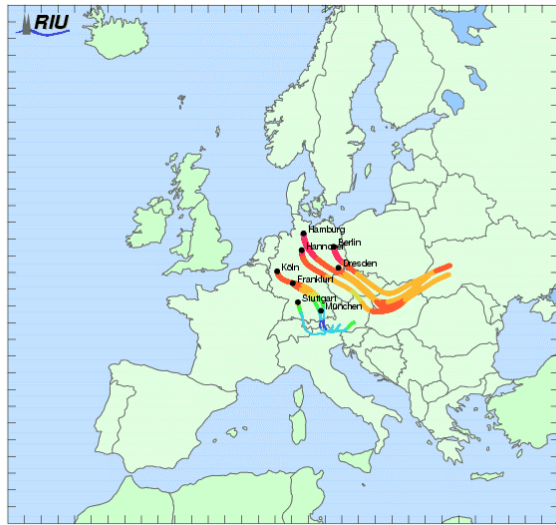 RIU
Hamburg
Hannover
Berlin
Dresden
Köln
Frankfurt
Stuttgart
München